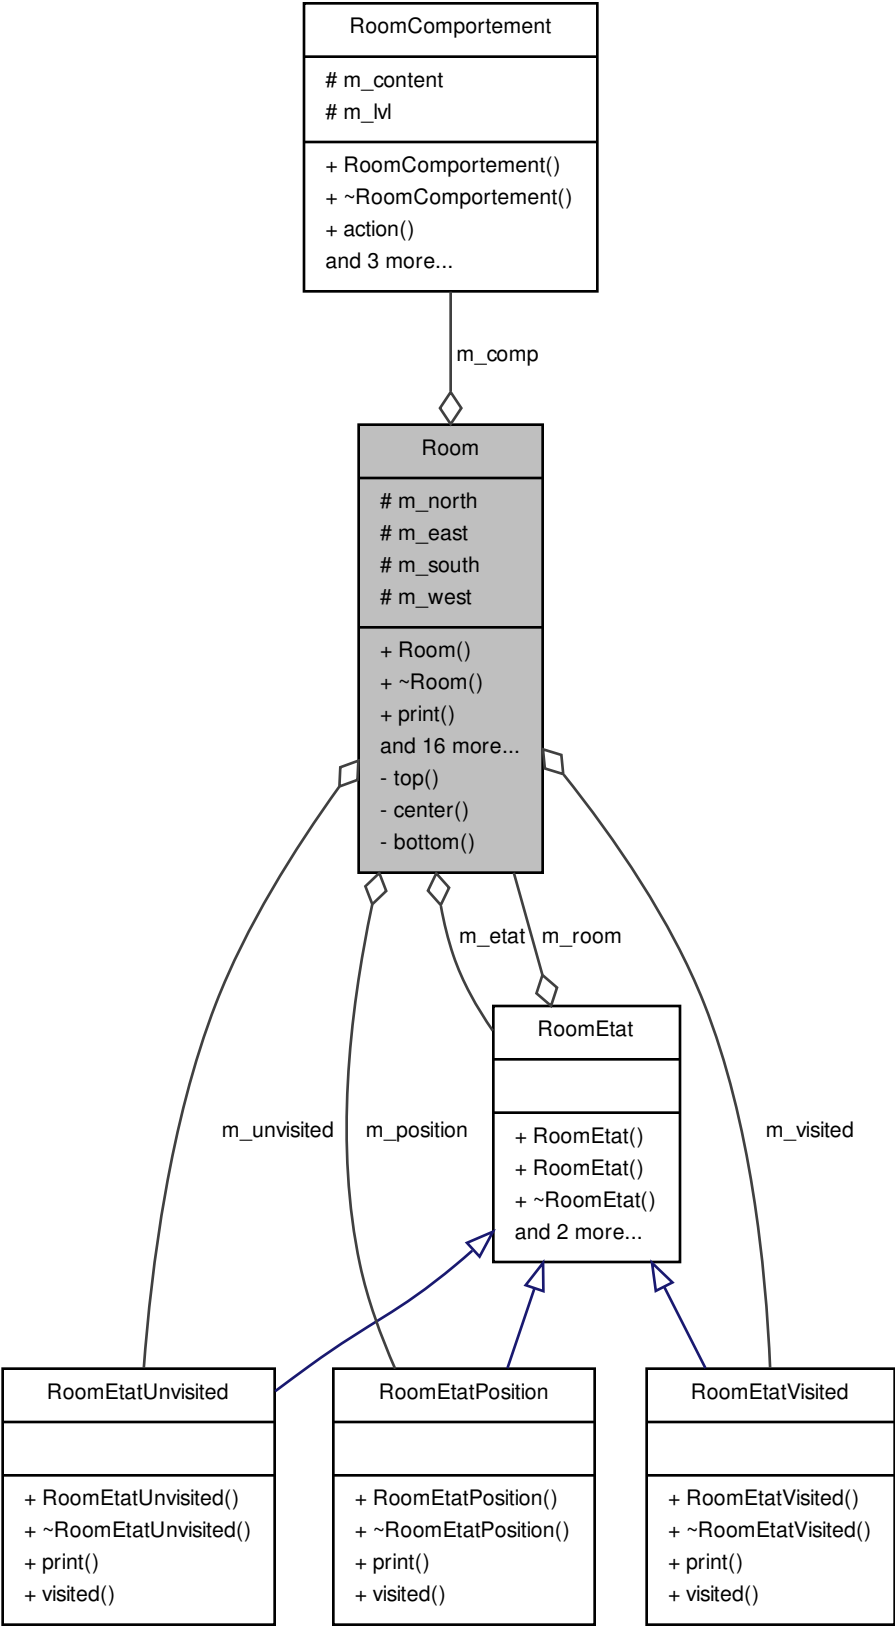 RoomComportement
# m_content
# m_lvl
+ RoomComportement()
+ ~RoomComportement()
+ action()
and 3 more...
m_comp
Room
# m_north
# m_east
# m_south
# m_west
+ Room()
+ ~Room()
+ print()
and 16 more...
- top()
- center()
- bottom()
m_etat
m_room
RoomEtat
m_unvisited
m_position
m_visited
+ RoomEtat()
+ RoomEtat()
+ ~RoomEtat()
and 2 more...
RoomEtatUnvisited
+ RoomEtatUnvisited()
+ ~RoomEtatUnvisited()
+ print()
+ visited()
RoomEtatPosition
+ RoomEtatPosition()
+ ~RoomEtatPosition()
+ print()
+ visited()
RoomEtatVisited
+ RoomEtatVisited()
+ ~RoomEtatVisited()
+ print()
+ visited()